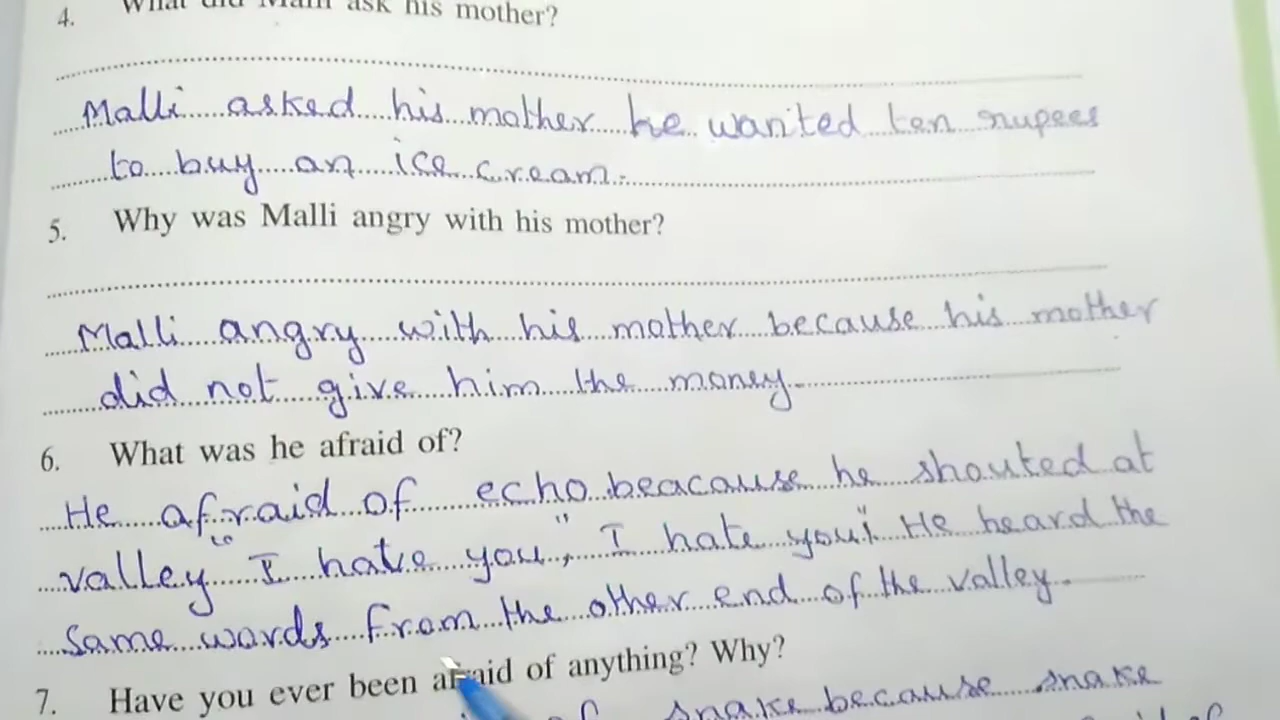 4. What did Malli ask his mother?
Malli asked his mother he wanted ten rupees
to buy an ice cream.
5. Why was Malli angry with his mother?
Malli angry with his mother because his mother
did not give him the money.
6. What was he afraid of?
He afraid of echo beacause he shouted at
valley "I hate you", I hate you". He heard the
same words from the other end of the valley.
7. Have you ever been afraid of anything? Why?
of snake because snake